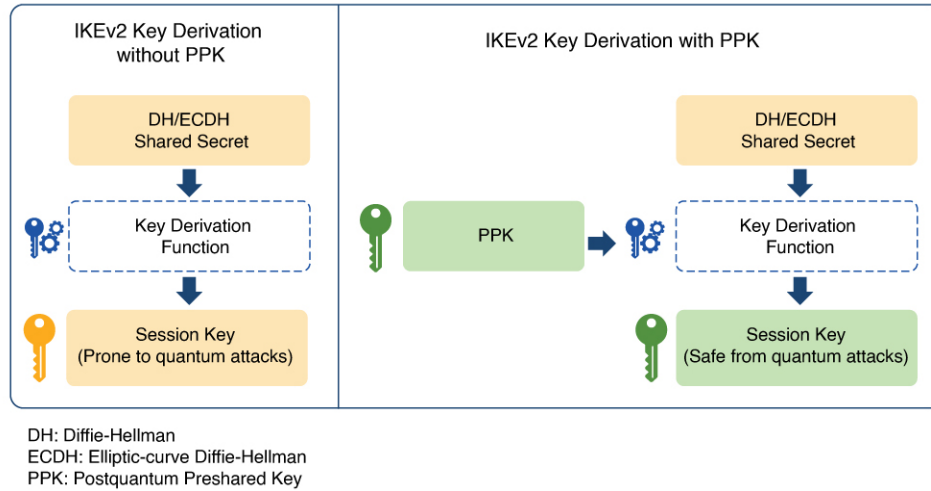 IKEv2 Key Derivation
without PPK
DH/ECDH
Shared Secret
Key Derivation
Function
Session Key
(Prone to quantum attacks)
IKEv2 Key Derivation with PPK
PPK
DH/ECDH
Shared Secret
Key Derivation
Function
Session Key
(Safe from quantum attacks)
DH: Diffie-Hellman
ECDH: Elliptic-curve Diffie-Hellman
PPK: Postquantum Preshared Key